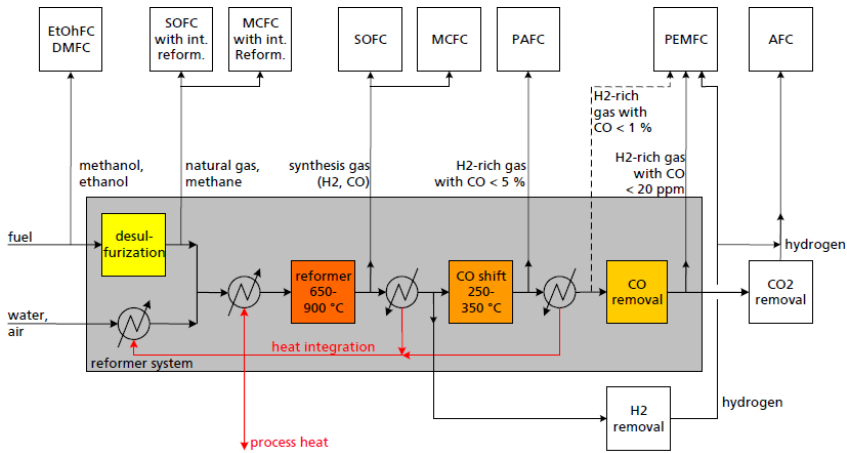 EtOhFC
DMFC
SOFC
with int.
reform.
MCFC
with int.
Reform.
SOFC
MCFC
PAFC
PEMFC
AFC
methanol,
ethanol
natural gas,
methane
synthesis gas
(H2, CO)
H2-rich gas
with CO < 5 %
H2-rich
gas with
CO < 1 %
H2-rich gas
with CO
< 20 ppm
fuel
desul-
furization
hydrogen
reformer
650-
900 °C
CO shift
250-
350 °C
CO
removal
CO2
removal
water,
air
heat integration
reformer system
H2
removal
hydrogen
process heat